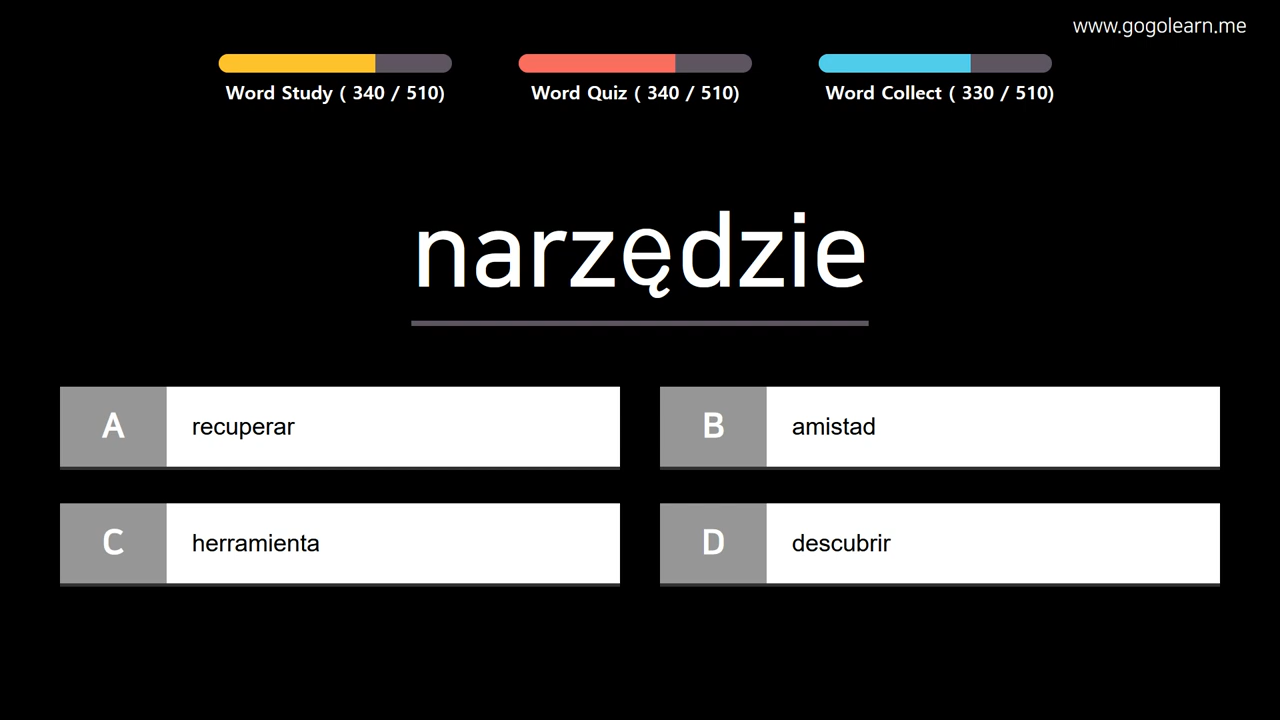 www.gogolearn.me
Word Study ( 340 / 510)
Word Quiz ( 340 / 510)
Word Collect ( 330 / 510)
narzędzie
A recuperar
B amistad
C herramienta
D descubrir